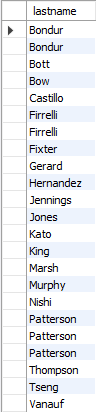 lastname
Bondur
Bondur
Bott
Bow
Castillo
Firrelli
Firrelli
Fixter
Gerard
Hernandez
Jennings
Jones
Kato
King
Marsh
Murphy
Nishi
Patterson
Patterson
Patterson
Thompson
Tseng
Vanauf